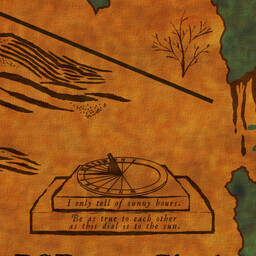 I only tell of sunny hours.
Be as true to each other
as this dial is to the sun.